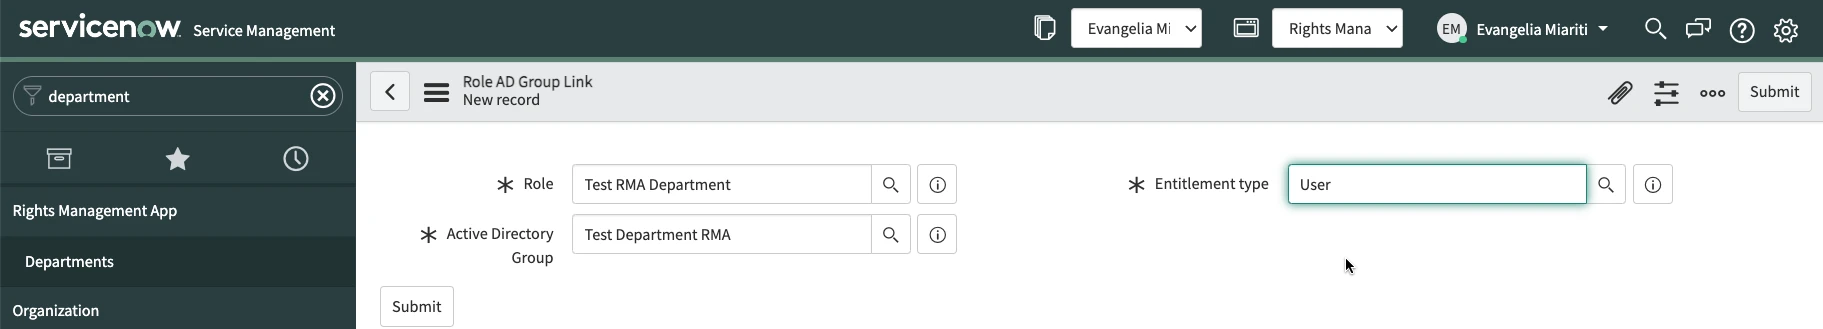 servicenow. Service Management
Evangelia Mi
Rights Mana
EM Evangelia Miariti
department
Role AD Group Link
New record
Submit
Rights Management App
Departments
Organization
Role Test RMA Department
Entitlement type User
Active Directory Group Test Department RMA
Submit